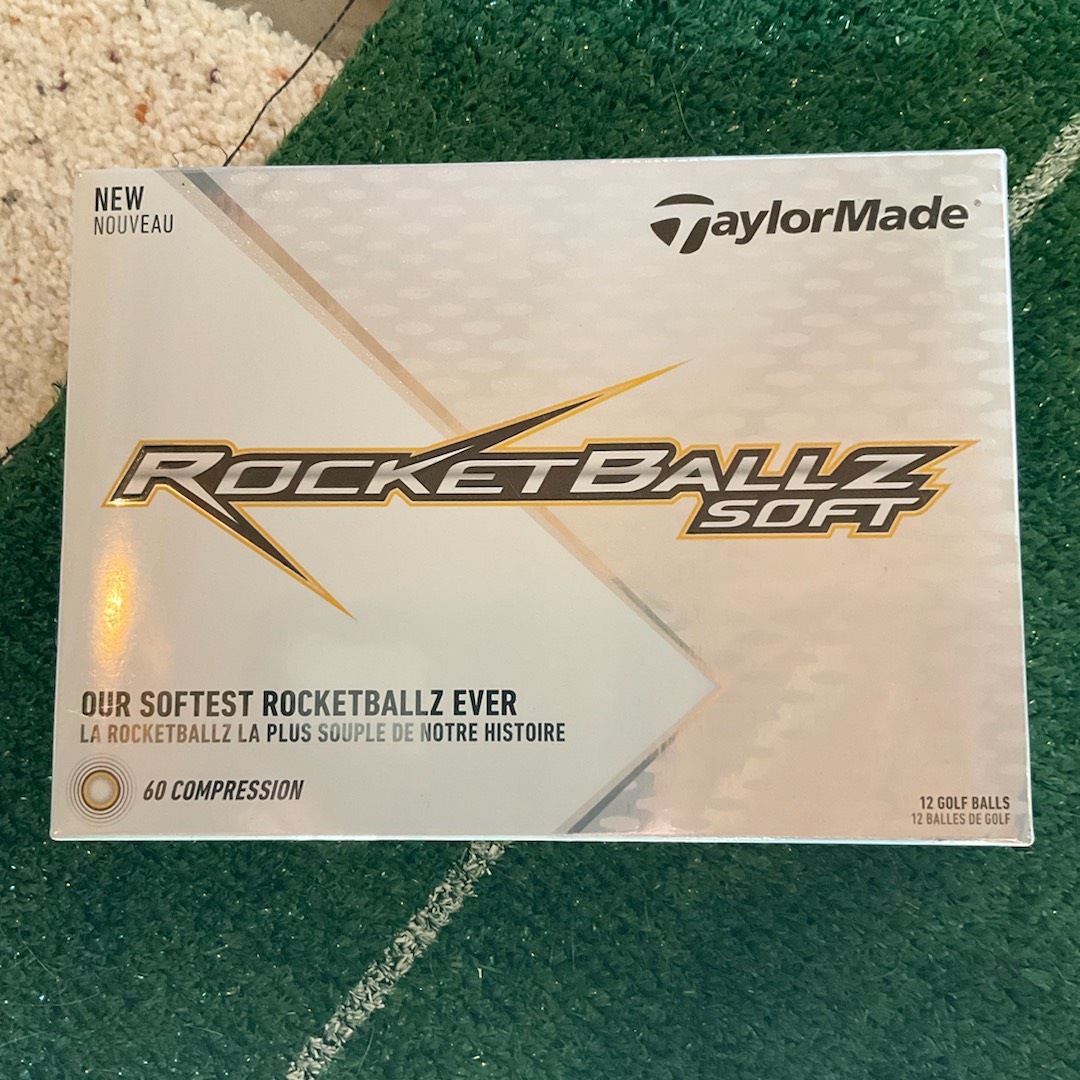 NEW
NOUVEAU
TaylorMade®
ROCKETBALLZ
SOFT
OUR SOFTEST ROCKETBALLZ EVER
LA ROCKETBALLZ LA PLUS SOUPLE DE NOTRE HISTOIRE
60 COMPRESSION
12 GOLF BALLS
12 BALLES DE GOLF